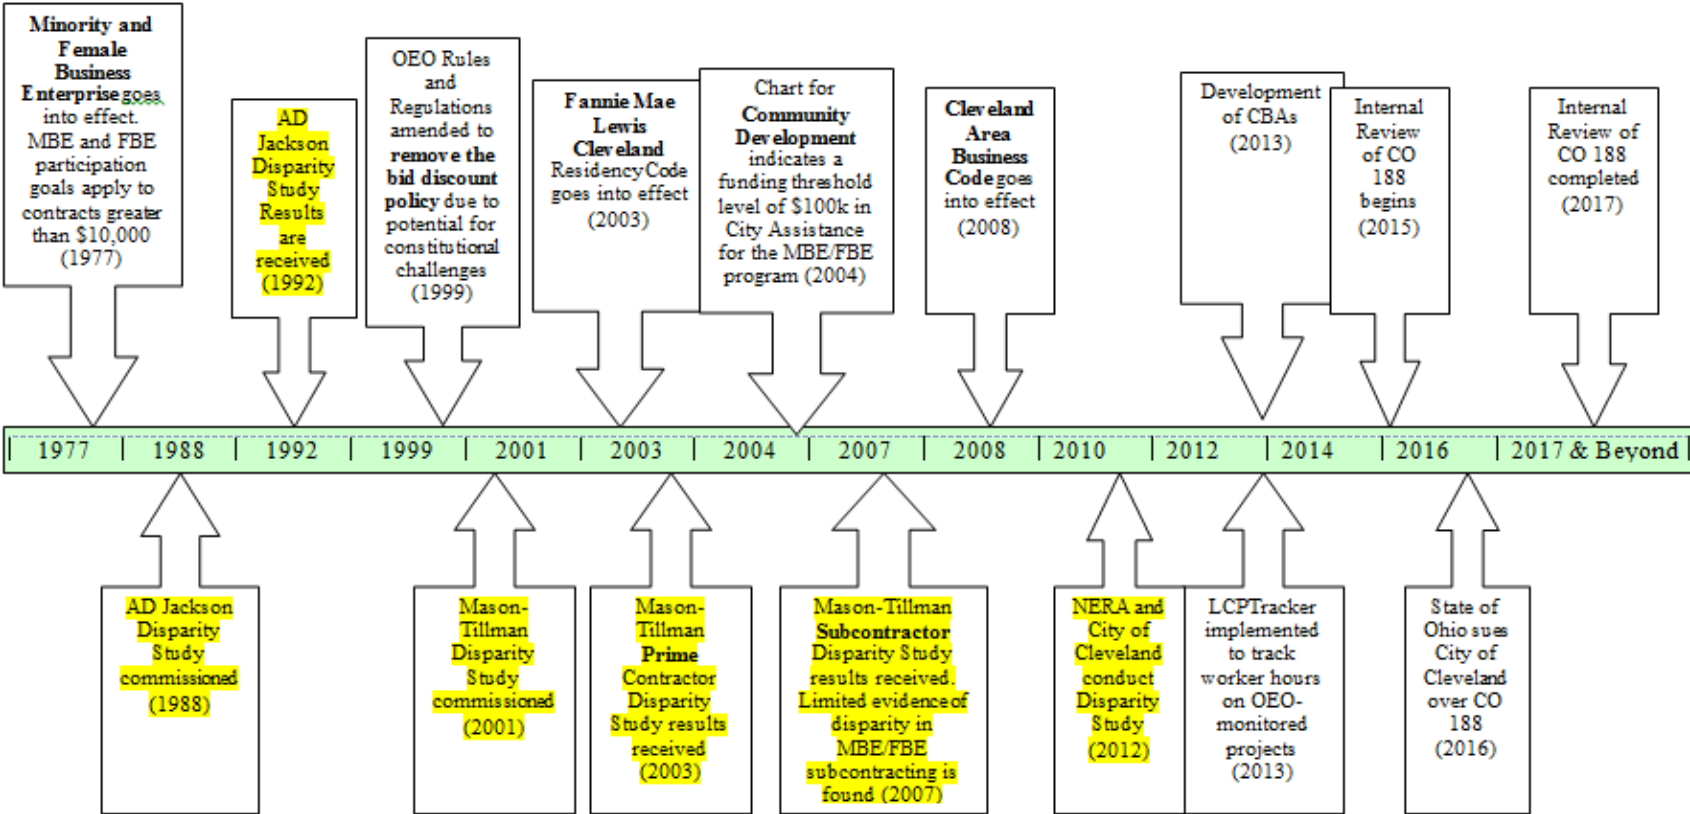 Minority and
Female
Business
Enterprise goes
into effect.
MBE and FBE
participation
goals apply to
contracts greater
than $10,000
(1977)
AD
Jackson
Disparity
Study
Results
are
received
(1992)
OEO Rules
and
Regulations
amended to
remove the
bid discount
policy due to
potential for
constitutional
challenges
(1999)
Fannie Mae
Lewis
Cleveland
Residency Code
goes into effect
(2003)
Chart for
Community
Development
indicates a
funding threshold
level of $100k in
City Assistance
for the MBE/FBE
program (2004)
Cleveland
Area
Business
Code goes
into effect
(2008)
Development
of CBAs
(2013)
Internal
Review
of CO
188
begins
(2015)
Internal
Review of
CO 188
completed
(2017)
1977 1988 1992 1999 2001 2003 2004 2007 2008 2010 2012 2014 2016 2017 & Beyond
AD Jackson
Disparity
Study
commissioned
(1988)
Mason-
Tillman
Disparity
Study
commissioned
(2001)
Mason-
Tillman
Prime
Contractor
Disparity
Study results
received
(2003)
Mason-Tillman
Subcontractor
Disparity Study
results received.
Limited evidence of
disparity in
MBE/FBE
subcontracting is
found (2007)
NERA and
City of
Cleveland
conduct
Disparity
Study
(2012)
LCPTracker
implemented
to track
worker hours
on OEO-
monitored
projects
(2013)
State of
Ohio sues
City of
Cleveland
over CO
188
(2016)